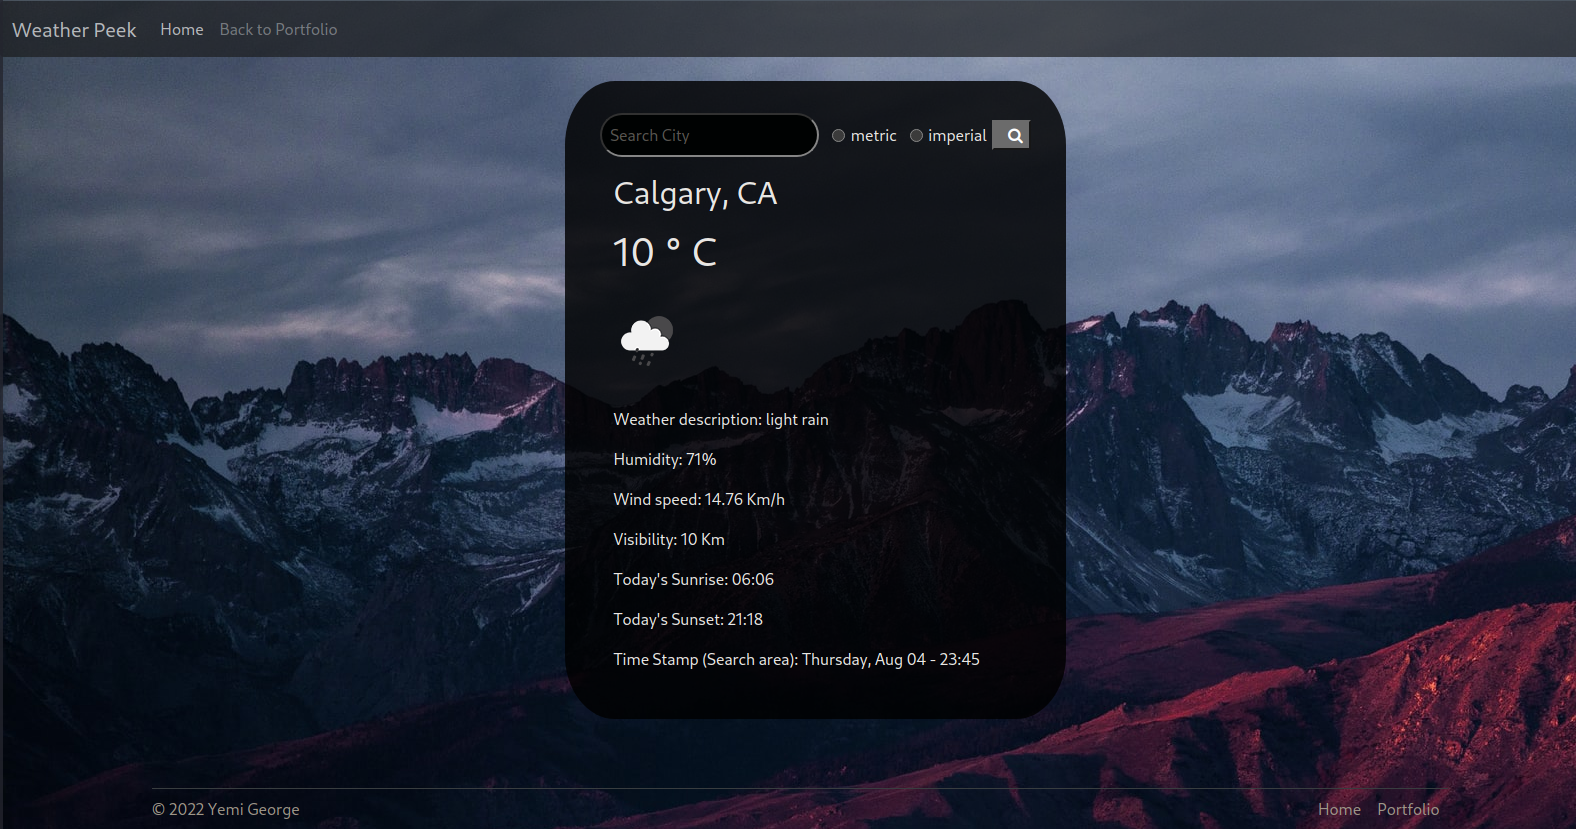 Weather Peek Home Back to Portfolio
Search City metric imperial
Calgary, CA
10 ° C
Weather description: light rain
Humidity: 71%
Wind speed: 14.76 Km/h
Visibility: 10 Km
Today's Sunrise: 06:06
Today's Sunset: 21:18
Time Stamp (Search area): Thursday, Aug 04 - 23:45
© 2022 Yemi George Home Portfolio